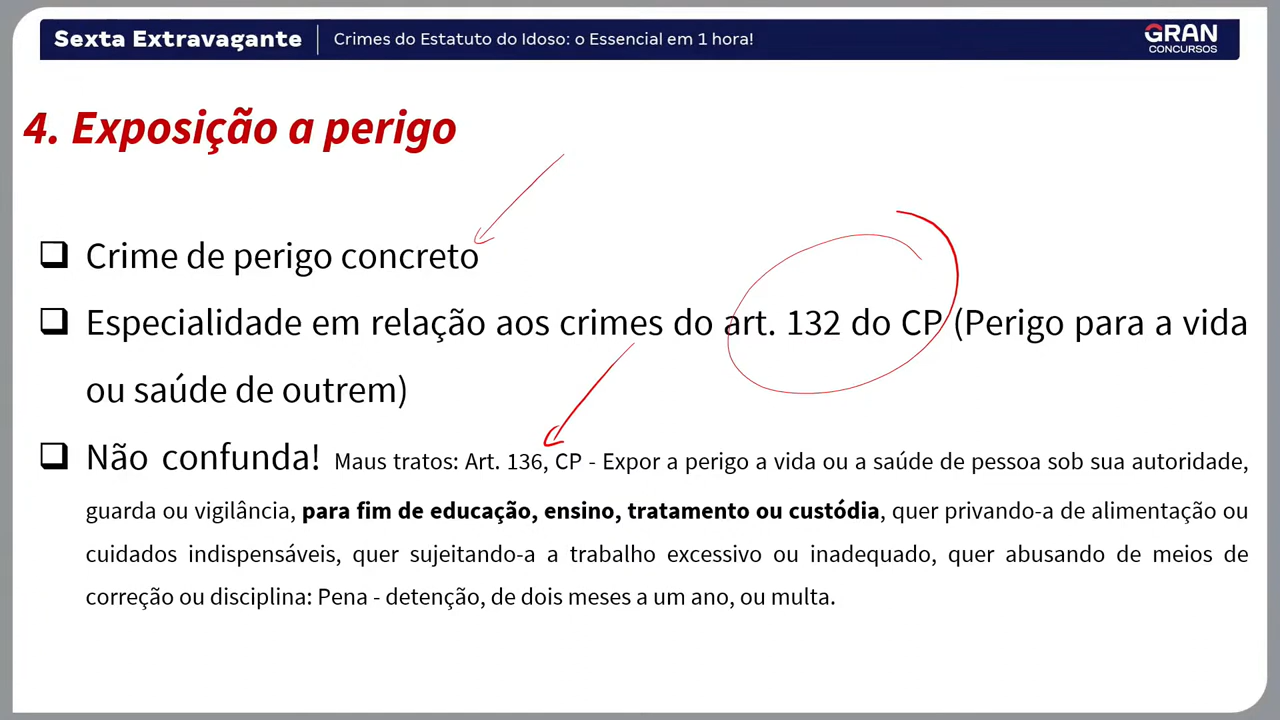 Sexta Extravagante | Crimes do Estatuto do Idoso: o Essencial em 1 hora!
GRAN
CONCURSOS
4. Exposição a perigo
❑ Crime de perigo concreto
❑ Especialidade em relação aos crimes do art. 132 do CP (Perigo para a vida
ou saúde de outrem)
❑ Não confunda! Maus tratos: Art. 136, CP - Expor a perigo a vida ou a saúde de pessoa sob sua autoridade,
guarda ou vigilância, para fim de educação, ensino, tratamento ou custódia, quer privando-a de alimentação ou
cuidados indispensáveis, quer sujeitando-a a trabalho excessivo ou inadequado, quer abusando de meios de
correção ou disciplina: Pena - detenção, de dois meses a um ano, ou multa.